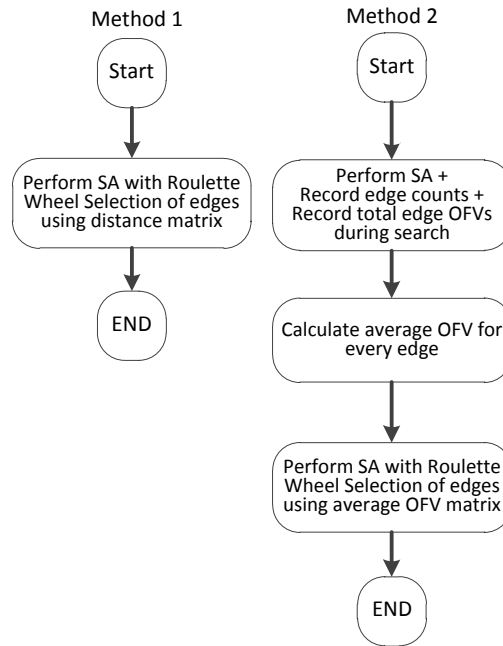 Method 1
Start
Perform SA with Roulette
Wheel Selection of edges
using distance matrix
END
Method 2
Start
Perform SA +
Record edge counts +
Record total edge OFVs
during search
Calculate average OFV for
every edge
Perform SA with Roulette
Wheel Selection of edges
using average OFV matrix
END